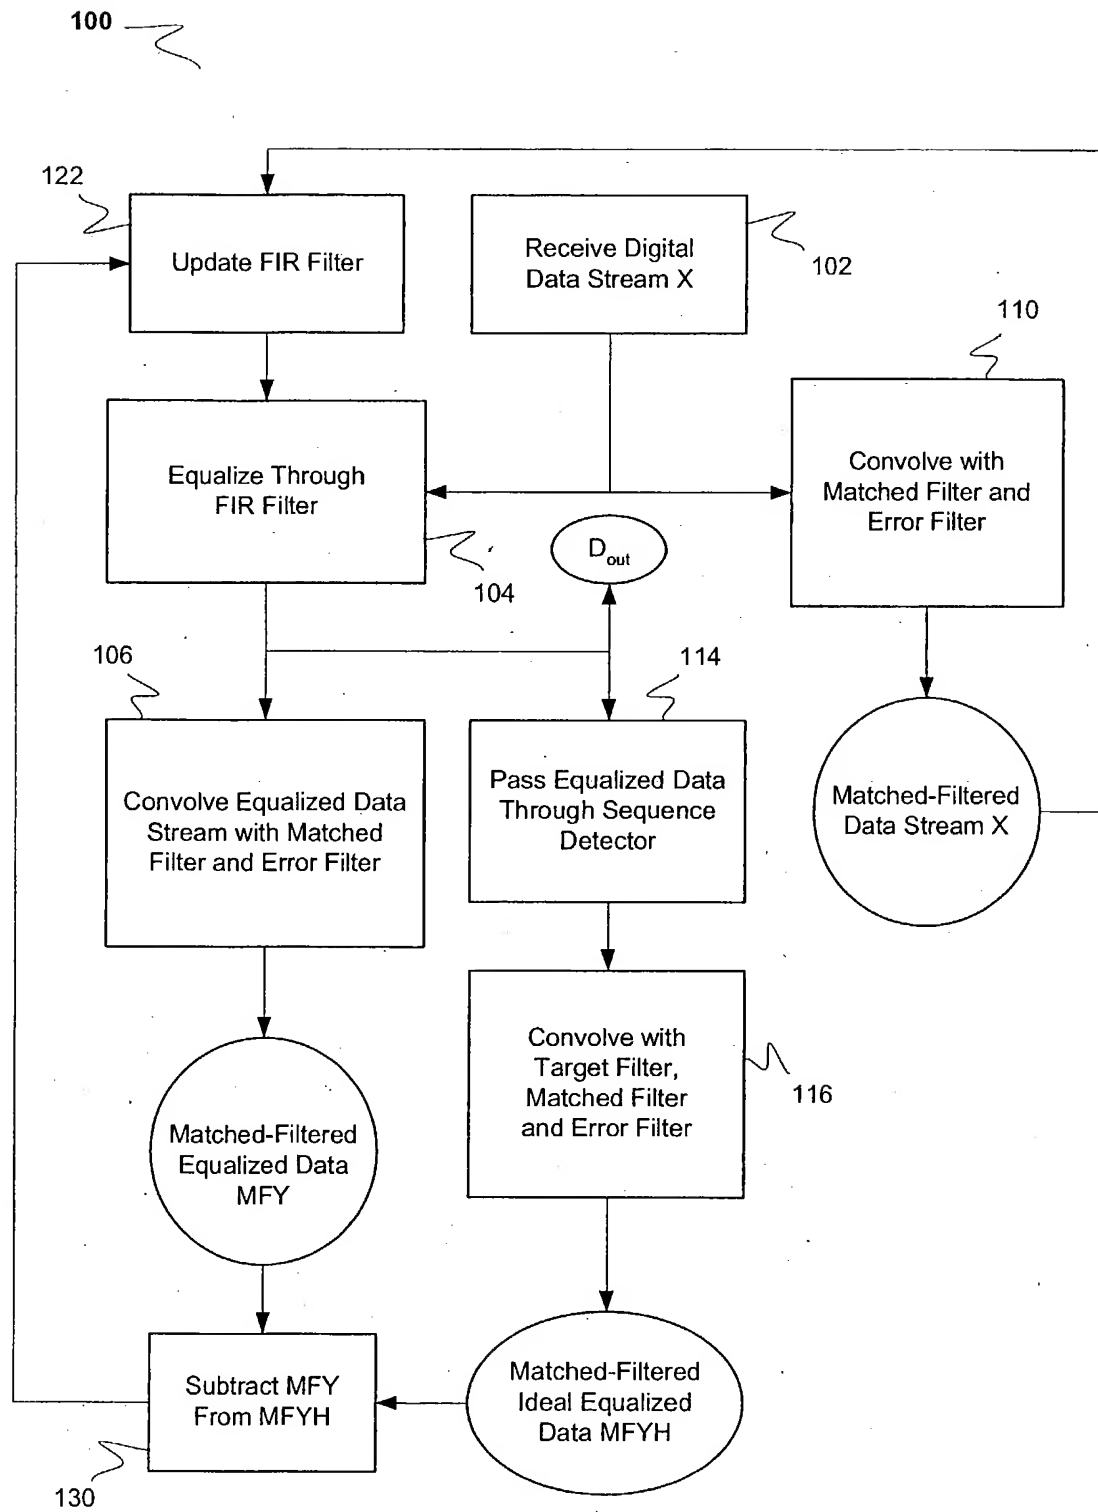 100
122
Update FIR Filter
Receive Digital
Data Stream X
102
110
Equalize Through
FIR Filter
104
Convolve with
Matched Filter and
Error Filter
D_out
106
114
Convolve Equalized Data
Stream with Matched
Filter and Error Filter
Pass Equalized Data
Through Sequence
Detector
Matched-Filtered
Data Stream X
Convolve with
Target Filter,
Matched Filter
and Error Filter
116
Matched-Filtered
Equalized Data
MFY
Subtract MFY
From MFYH
130
Matched-Filtered
Ideal Equalized
Data MFYH